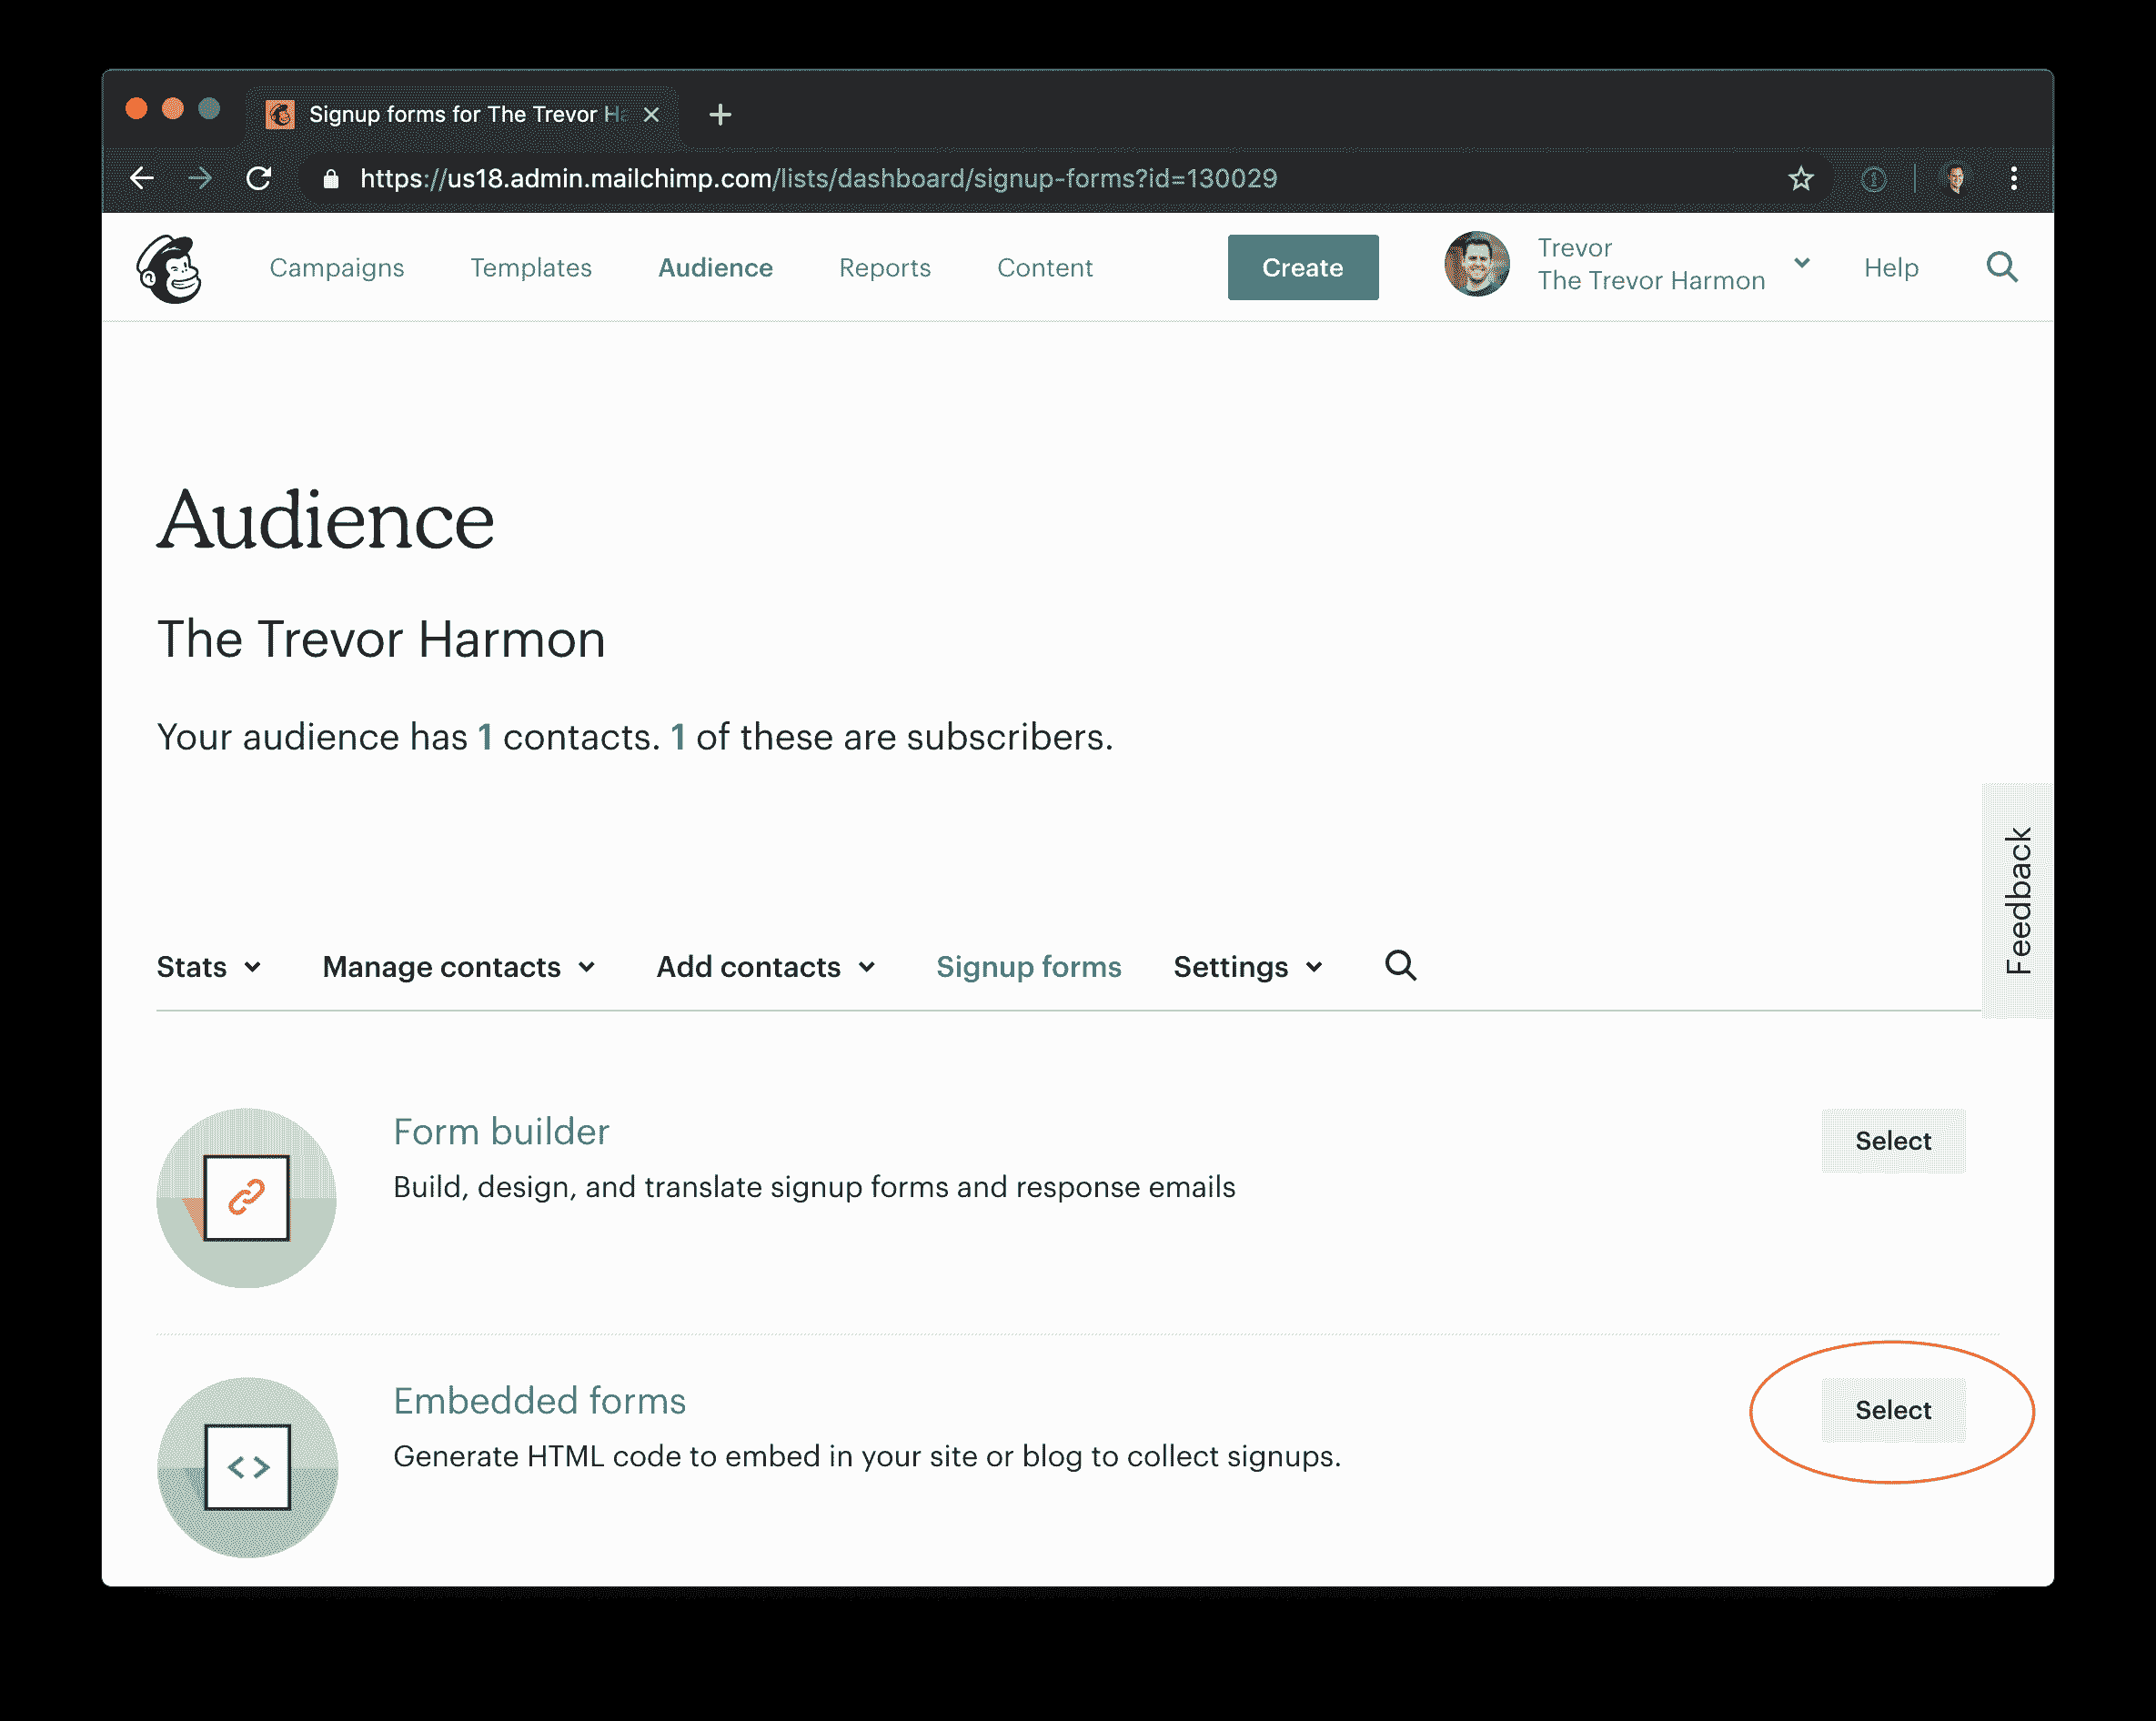 Signup forms for The Trevor Ha
https://us18.admin.mailchimp.com/lists/dashboard/signup-forms?id=130029
Campaigns Templates Audience Reports Content Create Trevor Help
The Trevor Harmon
Audience
The Trevor Harmon
Your audience has 1 contacts. 1 of these are subscribers.
Feedback
Stats Manage contacts Add contacts Signup forms Settings
Form builder Select
Build, design, and translate signup forms and response emails
Embedded forms Select
Generate HTML code to embed in your site or blog to collect signups.